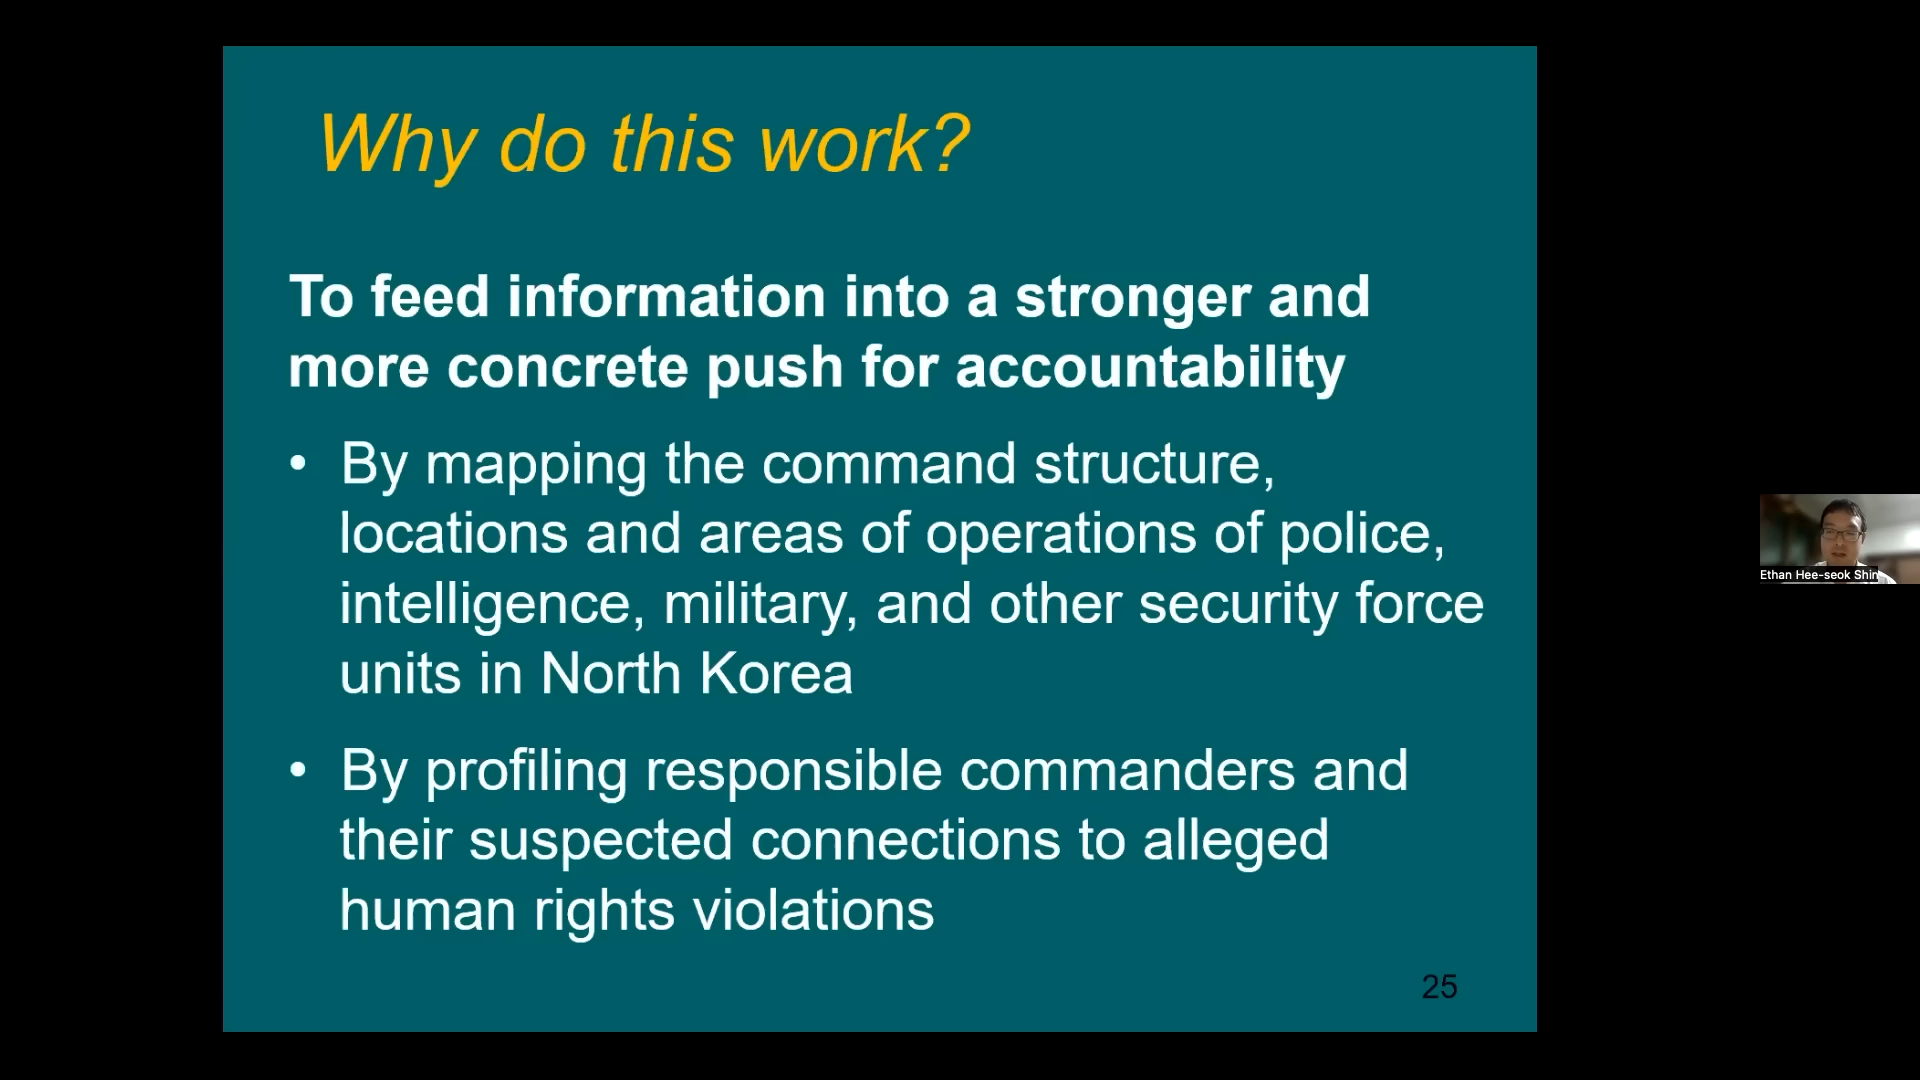 Why do this work?
To feed information into a stronger and
more concrete push for accountability
• By mapping the command structure,
locations and areas of operations of police,
intelligence, military, and other security force
units in North Korea
• By profiling responsible commanders and
their suspected connections to alleged
human rights violations
25
Ethan Hee-seok Shin